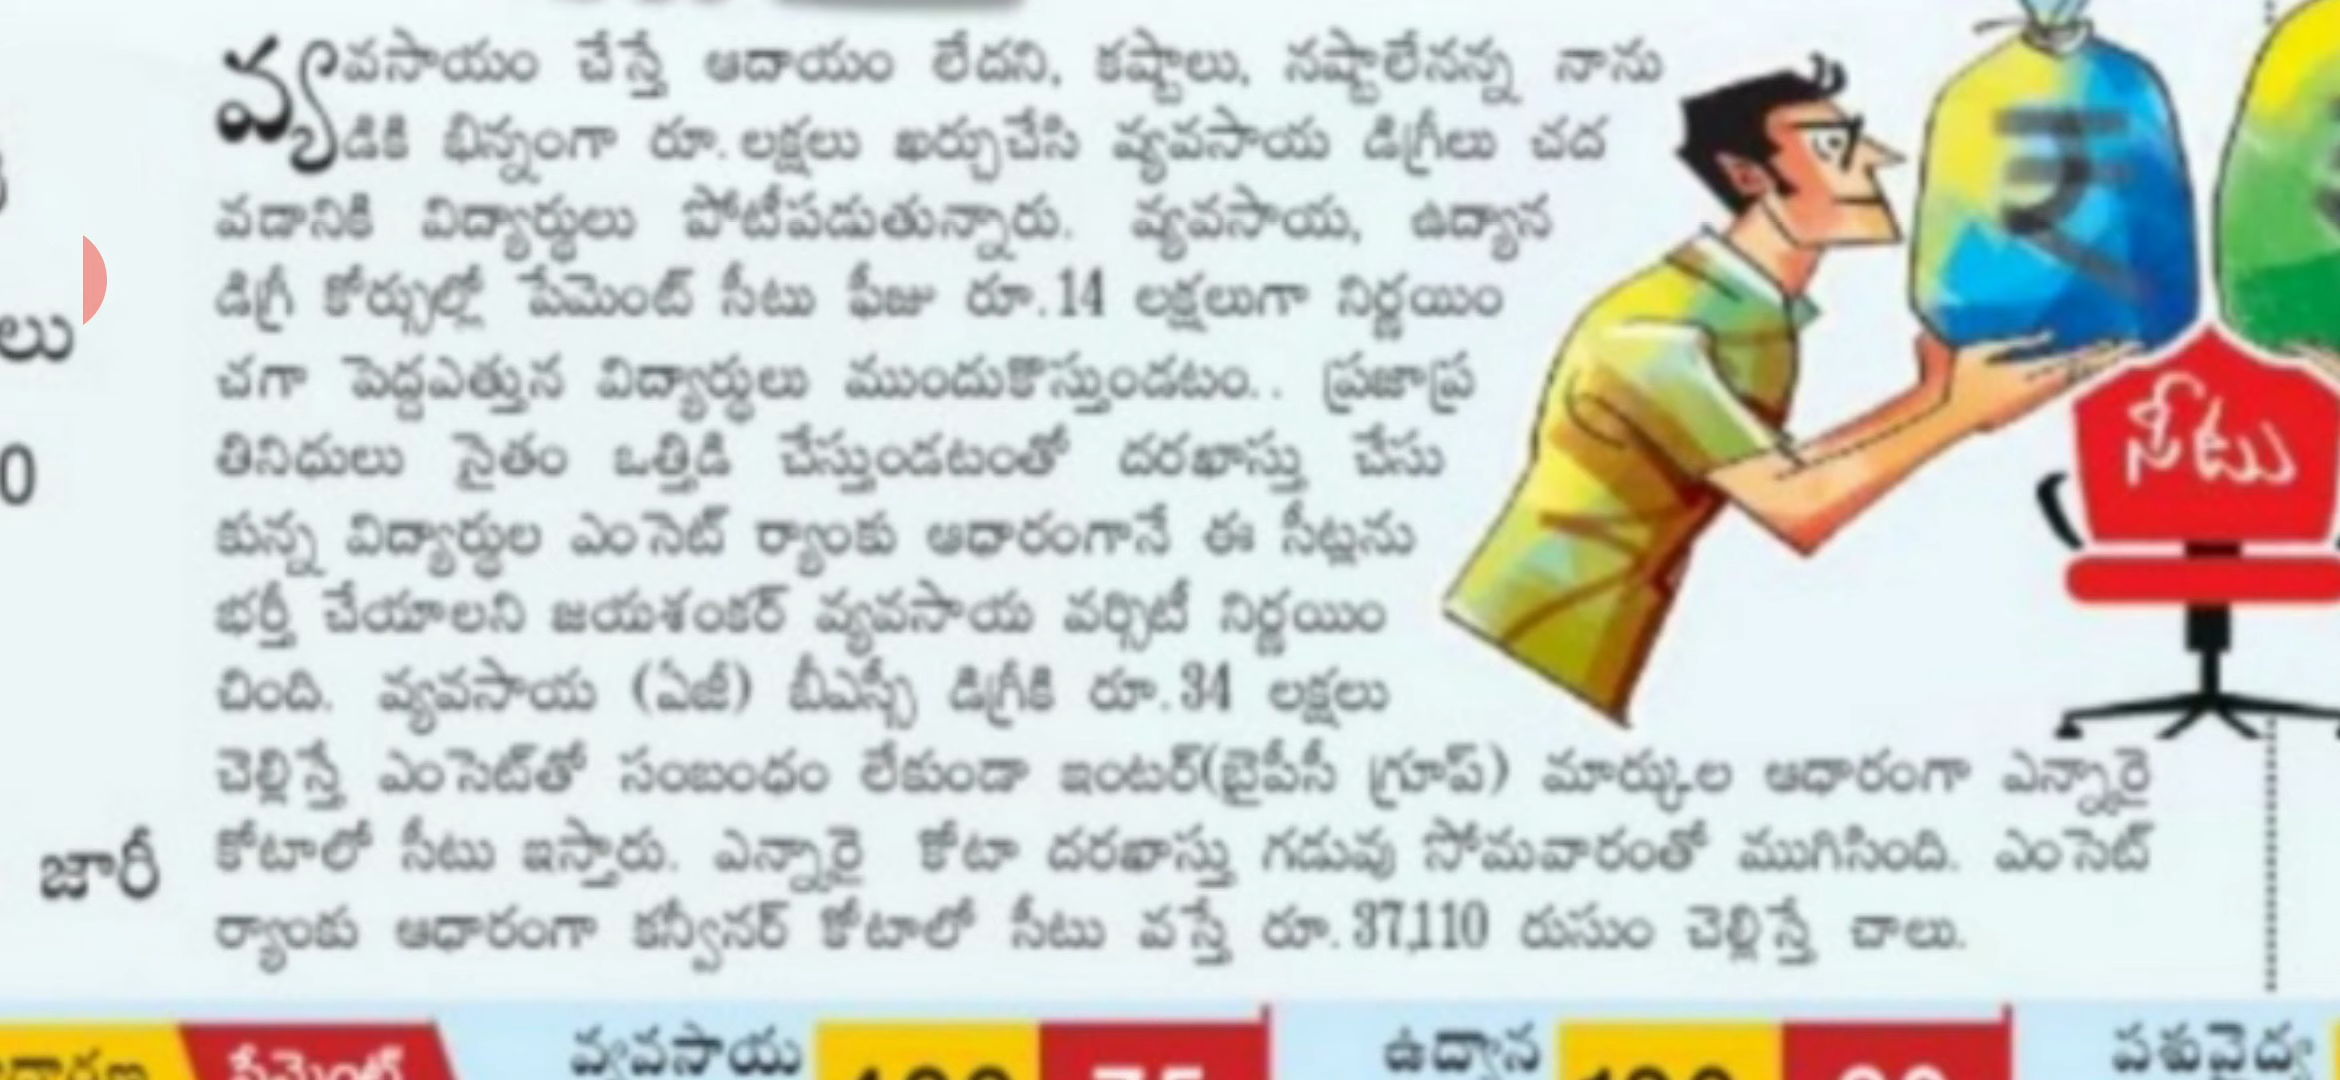 వ్యవసాయం చేస్తే ఆదాయం లేదని, కష్టాలు, నష్టాలేనన్న నాను
డికి భిన్నంగా రూ.లక్షలు ఖర్చుచేసి వ్యవసాయ డిగ్రీలు చద
వడానికి విద్యార్థులు పోటీపడుతున్నారు. వ్యవసాయ, ఉద్యాన
డిగ్రీ కోర్సుల్లో పేమెంట్ సీటు ఫీజు రూ.14 లక్షలుగా నిర్ణయిం
చగా పెద్దఎత్తున విద్యార్థులు ముందుకొస్తుండటం.. ప్రజాప్ర
తినిధులు సైతం ఒత్తిడి చేస్తుండటంతో దరఖాస్తు చేసు
కున్న విద్యార్థుల ఎంసెట్ ర్యాంకు ఆధారంగానే ఈ సీట్లను
భర్తీ చేయాలని జయశంకర్ వ్యవసాయ వర్సిటీ నిర్ణయిం
చింది. వ్యవసాయ (ఏజీ) బీఎస్సీ డిగ్రీకి రూ.34 లక్షలు
చెల్లిస్తే ఎంసెట్‌తో సంబంధం లేకుండా ఇంటర్(బైపీసీ గ్రూప్) మార్కుల ఆధారంగా ఎన్నారై
కోటాలో సీటు ఇస్తారు. ఎన్నారై కోటా దరఖాస్తు గడువు సోమవారంతో ముగిసింది. ఎంసెట్
ర్యాంకు ఆధారంగా కన్వీనర్ కోటాలో సీటు వస్తే రూ.37,110 రుసుం చెల్లిస్తే చాలు.
సీటు
లు
0
జారీ
పేమెంట్ వ్యవసాయ 75 ఉద్యాన పశువైద్య